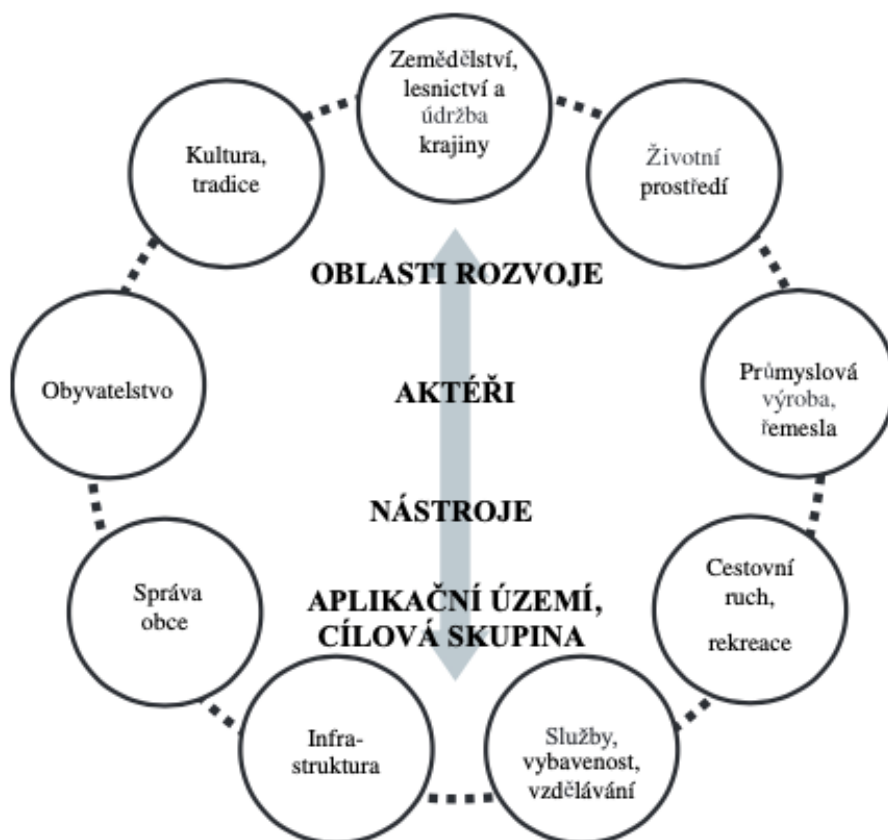 Zemědělství,
lesnictví a
údržba
krajiny
Životní
prostředí
Průmyslová
výroba,
řemesla
Cestovní
ruch,
rekreace
Služby,
vybavenost,
vzdělávání
Infra-
struktura
Správa
obce
Obyvatelstvo
Kultura,
tradice
OBLASTI ROZVOJE
AKTÉŘI
NÁSTROJE
APLIKAČNÍ ÚZEMÍ,
CÍLOVÁ SKUPINA